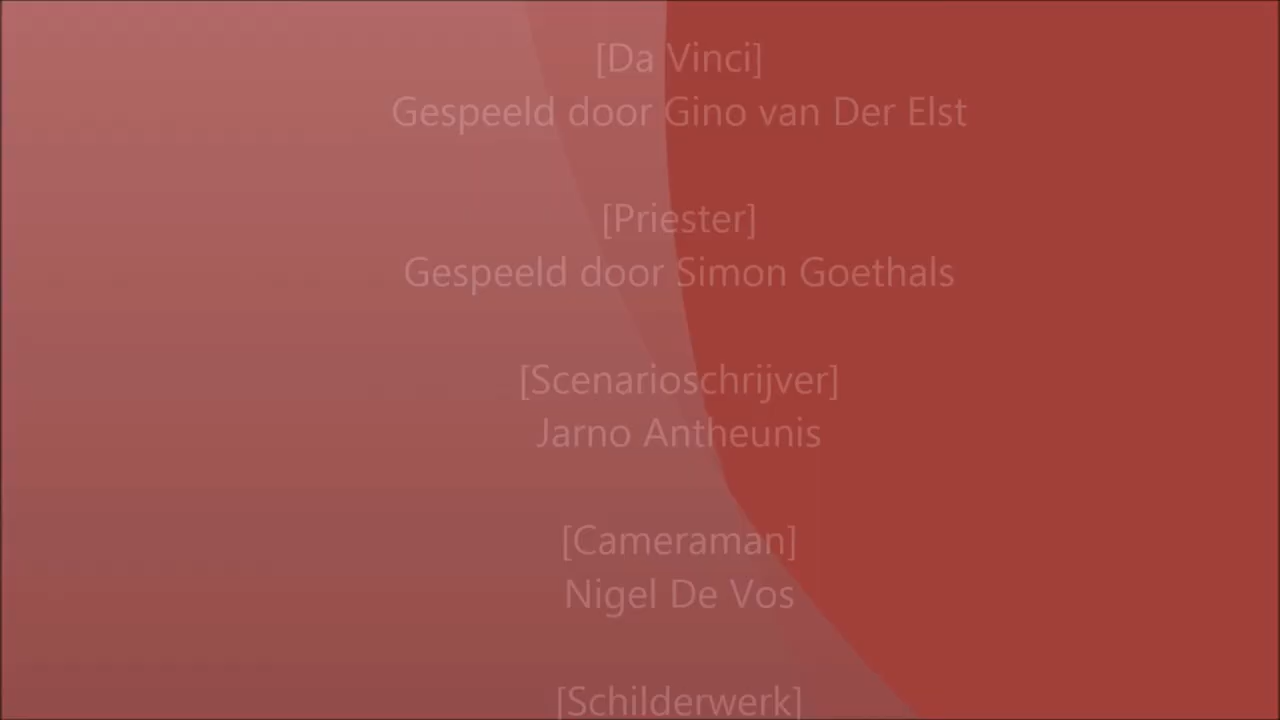 [Da Vinci]
Gespeeld door Gino van Der Elst
[Priester]
Gespeeld door Simon Goethals
[Scenarioschrijver]
Jarno Antheunis
[Cameraman]
Nigel De Vos
[Schilderwerk]